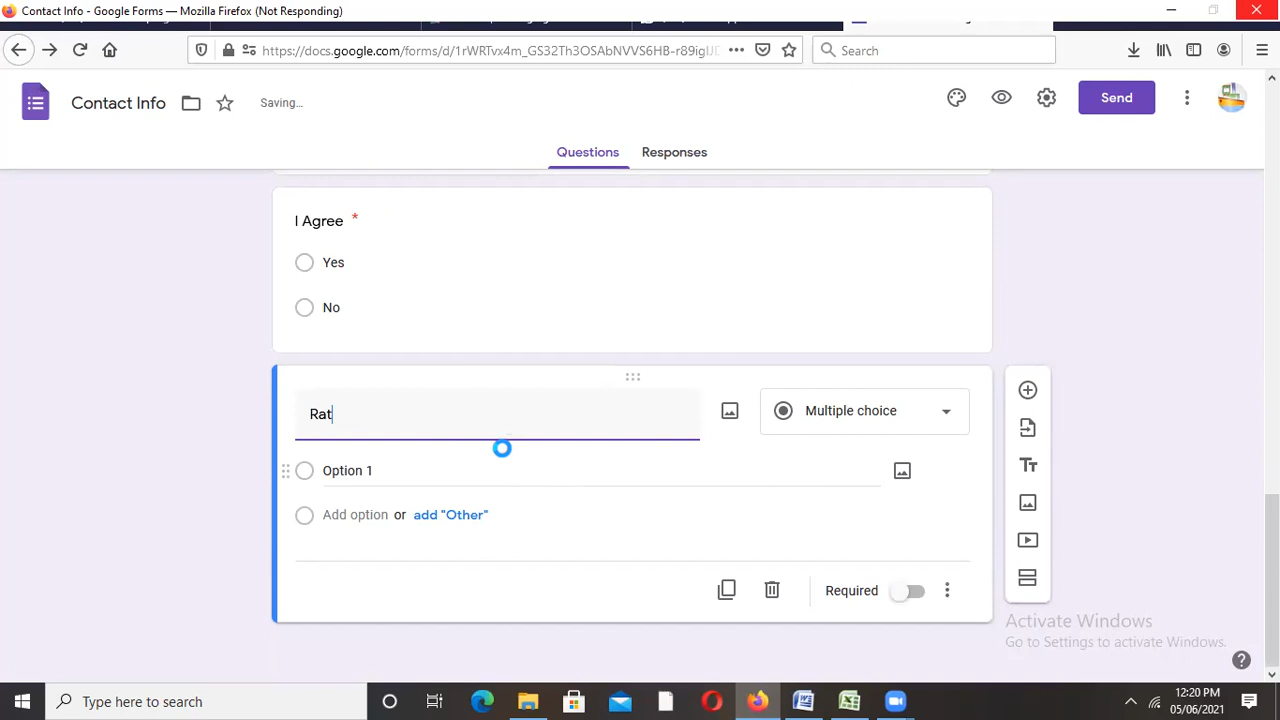 Contact Info - Google Forms — Mozilla Firefox (Not Responding)
https://docs.google.com/forms/d/1rWRTvx4m_GS32Th3OSAbNVVS6HB-r89igIJD
Search
Contact Info
Saving...
Send
Questions
Responses
I Agree *
Yes
No
Rat
Multiple choice
Option 1
Add option or add "Other"
Required
Activate Windows
Go to Settings to activate Windows.
Type here to search
12:20 PM
05/06/2021